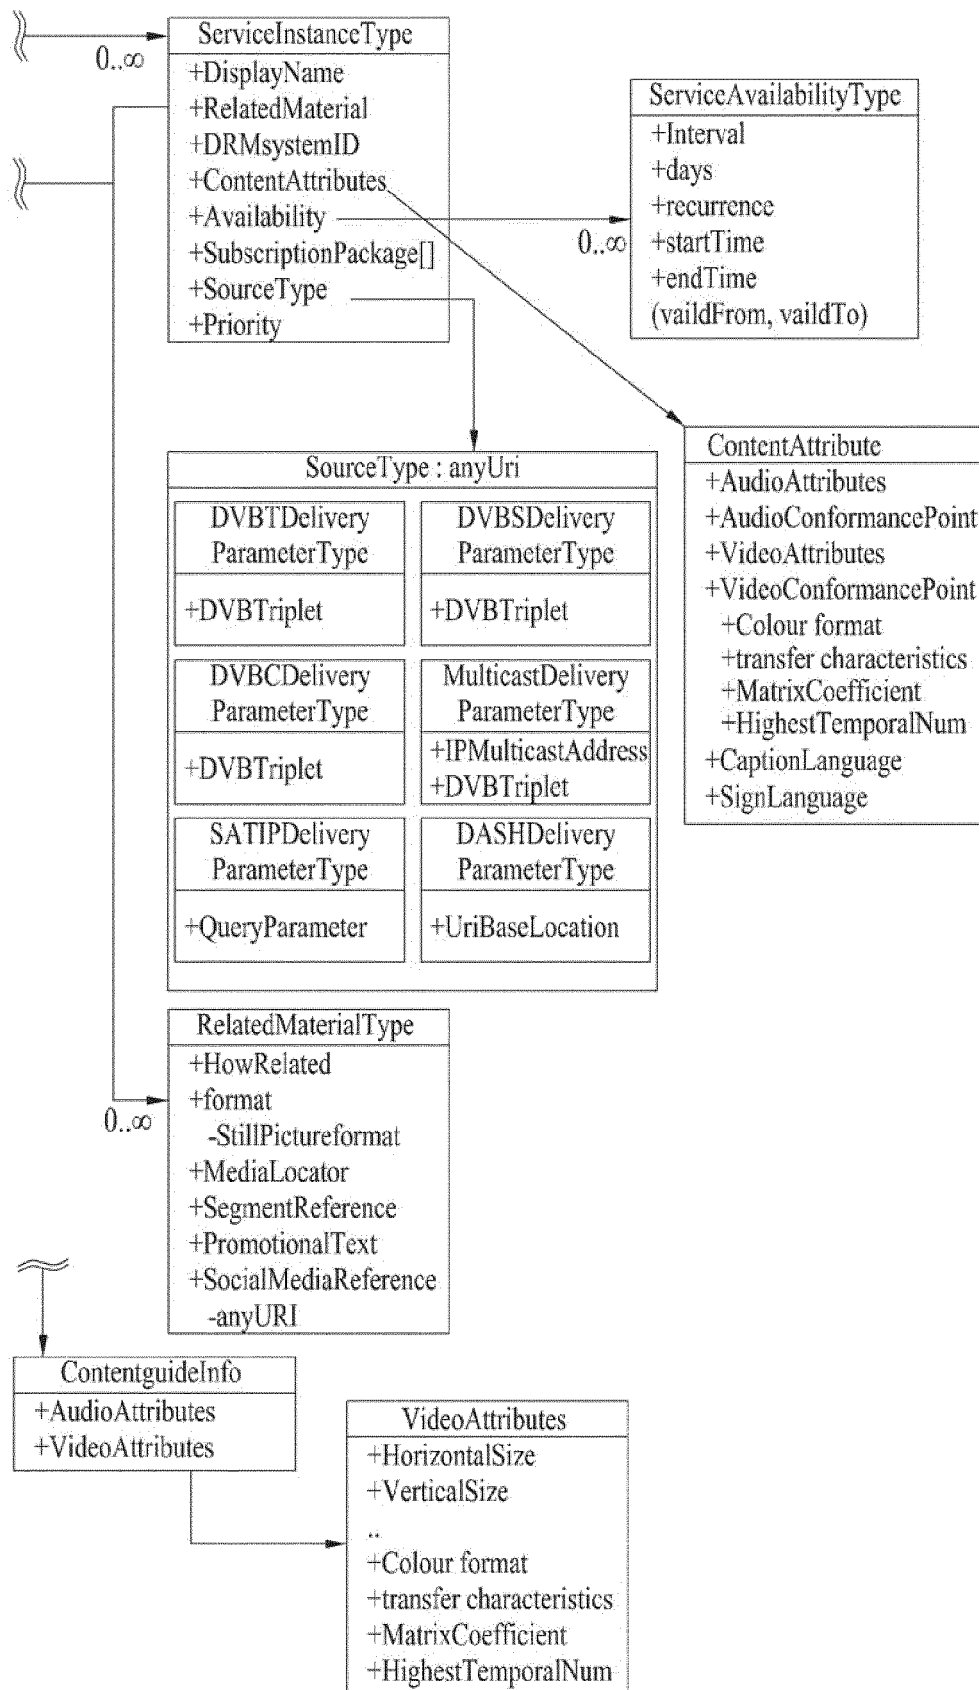 ServiceInstanceType
0..∞
+DisplayName
+RelatedMaterial
+DRMsystemID
+ContentAttributes
+Availability
+SubscriptionPackage[]
+SourceType
+Priority
ServiceAvailabilityType
+Interval
+days
+recurrence
0..∞
+startTime
+endTime
(vaildFrom, vaildTo)
ContentAttribute
+AudioAttributes
+AudioConformancePoint
+VideoAttributes
+VideoConformancePoint
+Colour format
+transfer characteristics
+MatrixCoefficient
+HighestTemporalNum
+CaptionLanguage
+SignLanguage
SourceType : anyUri
DVBTDelivery
ParameterType
+DVBTriplet
DVBSDelivery
ParameterType
+DVBTriplet
DVBCDelivery
ParameterType
+DVBTriplet
MulticastDelivery
ParameterType
+IPMulticastAddress
+DVBTriplet
SATIPDelivery
ParameterType
+QueryParameter
DASHDelivery
ParameterType
+UriBaseLocation
RelatedMaterialType
0..∞
+HowRelated
+format
-StillPictureformat
+MediaLocator
+SegmentReference
+PromotionalText
+SocialMediaReference
-anyURI
ContentguideInfo
+AudioAttributes
+VideoAttributes
VideoAttributes
+HorizontalSize
+VerticalSize
..
+Colour format
+transfer characteristics
+MatrixCoefficient
+HighestTemporalNum